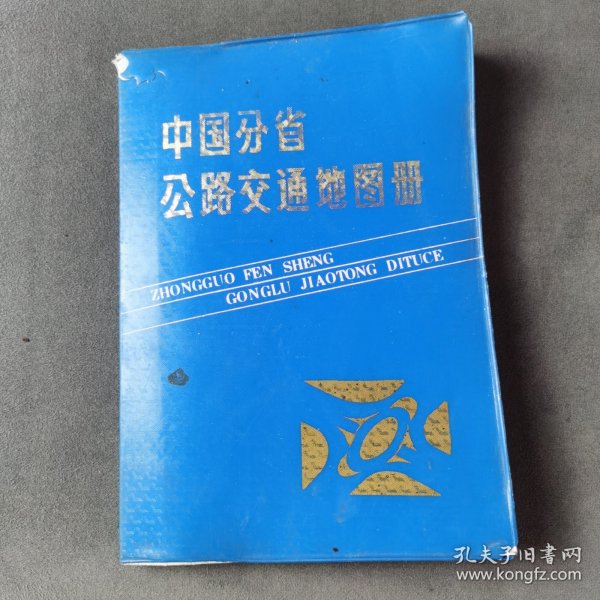 中国分省
公路交通地图册
ZHONGGUO FEN SHENG
GONGLU JIAOTONG DITUCE
孔夫子旧書网
www.kongfz.com